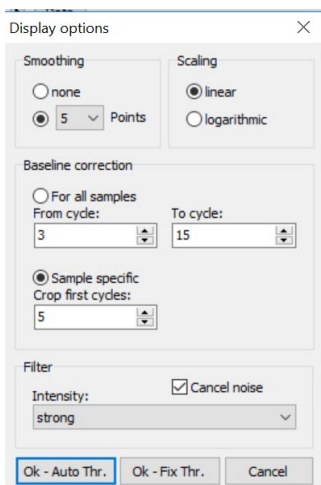 Display options
Smoothing
none
5 Points
Scaling
linear
logarithmic
Baseline correction
For all samples
From cycle: To cycle:
3 15
Sample specific
Crop first cycles:
5
Filter
Intensity: Cancel noise
strong
Ok - Auto Thr. Ok - Fix Thr. Cancel